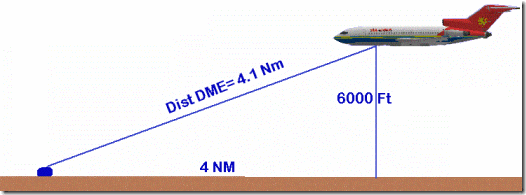 Dist DME= 4.1 Nm
6000 Ft
4 NM